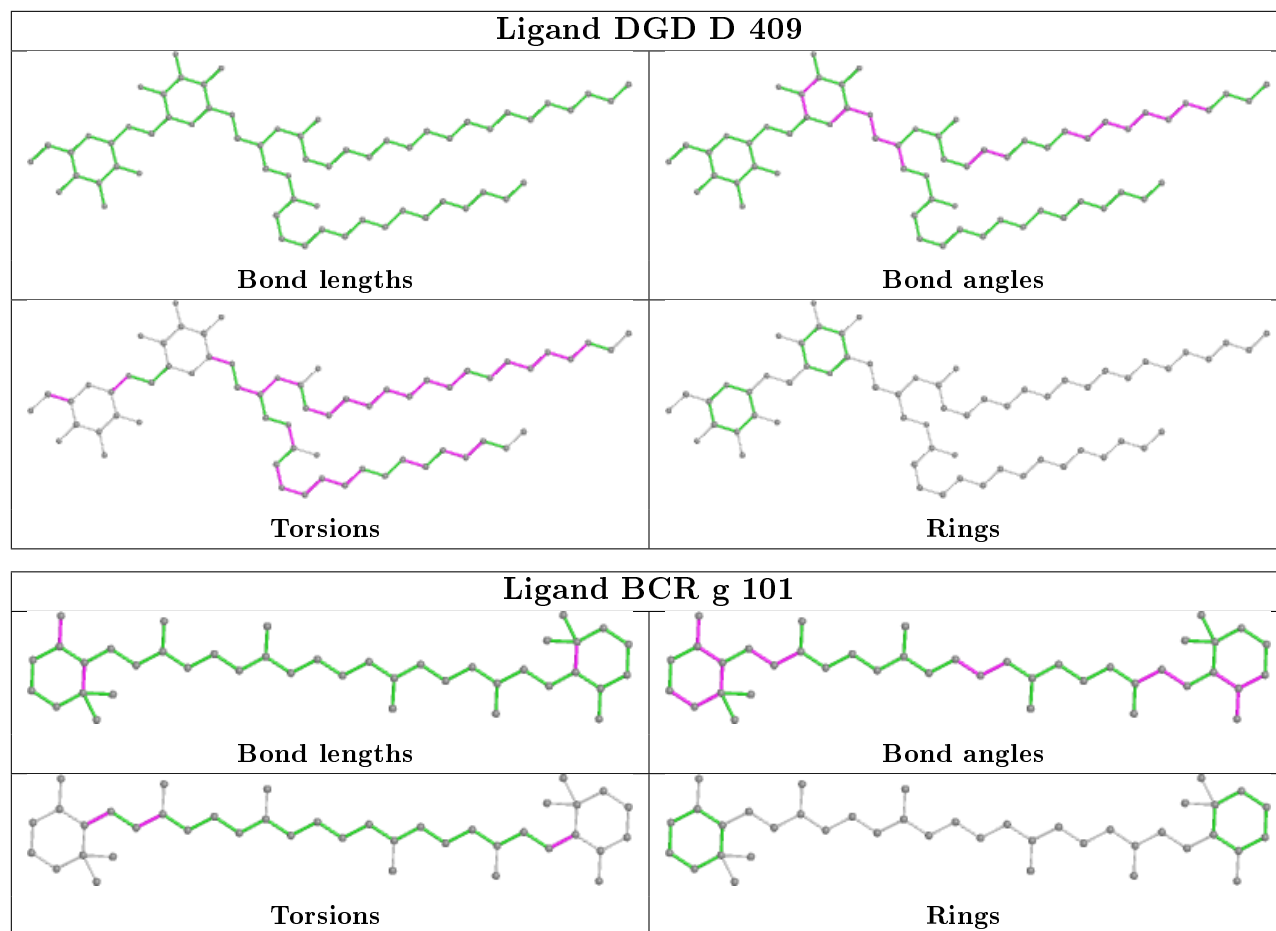 Ligand DGD D 409
Bond lengths
Bond angles
Torsions
Rings
Ligand BCR g 101
Bond lengths
Bond angles
Torsions
Rings